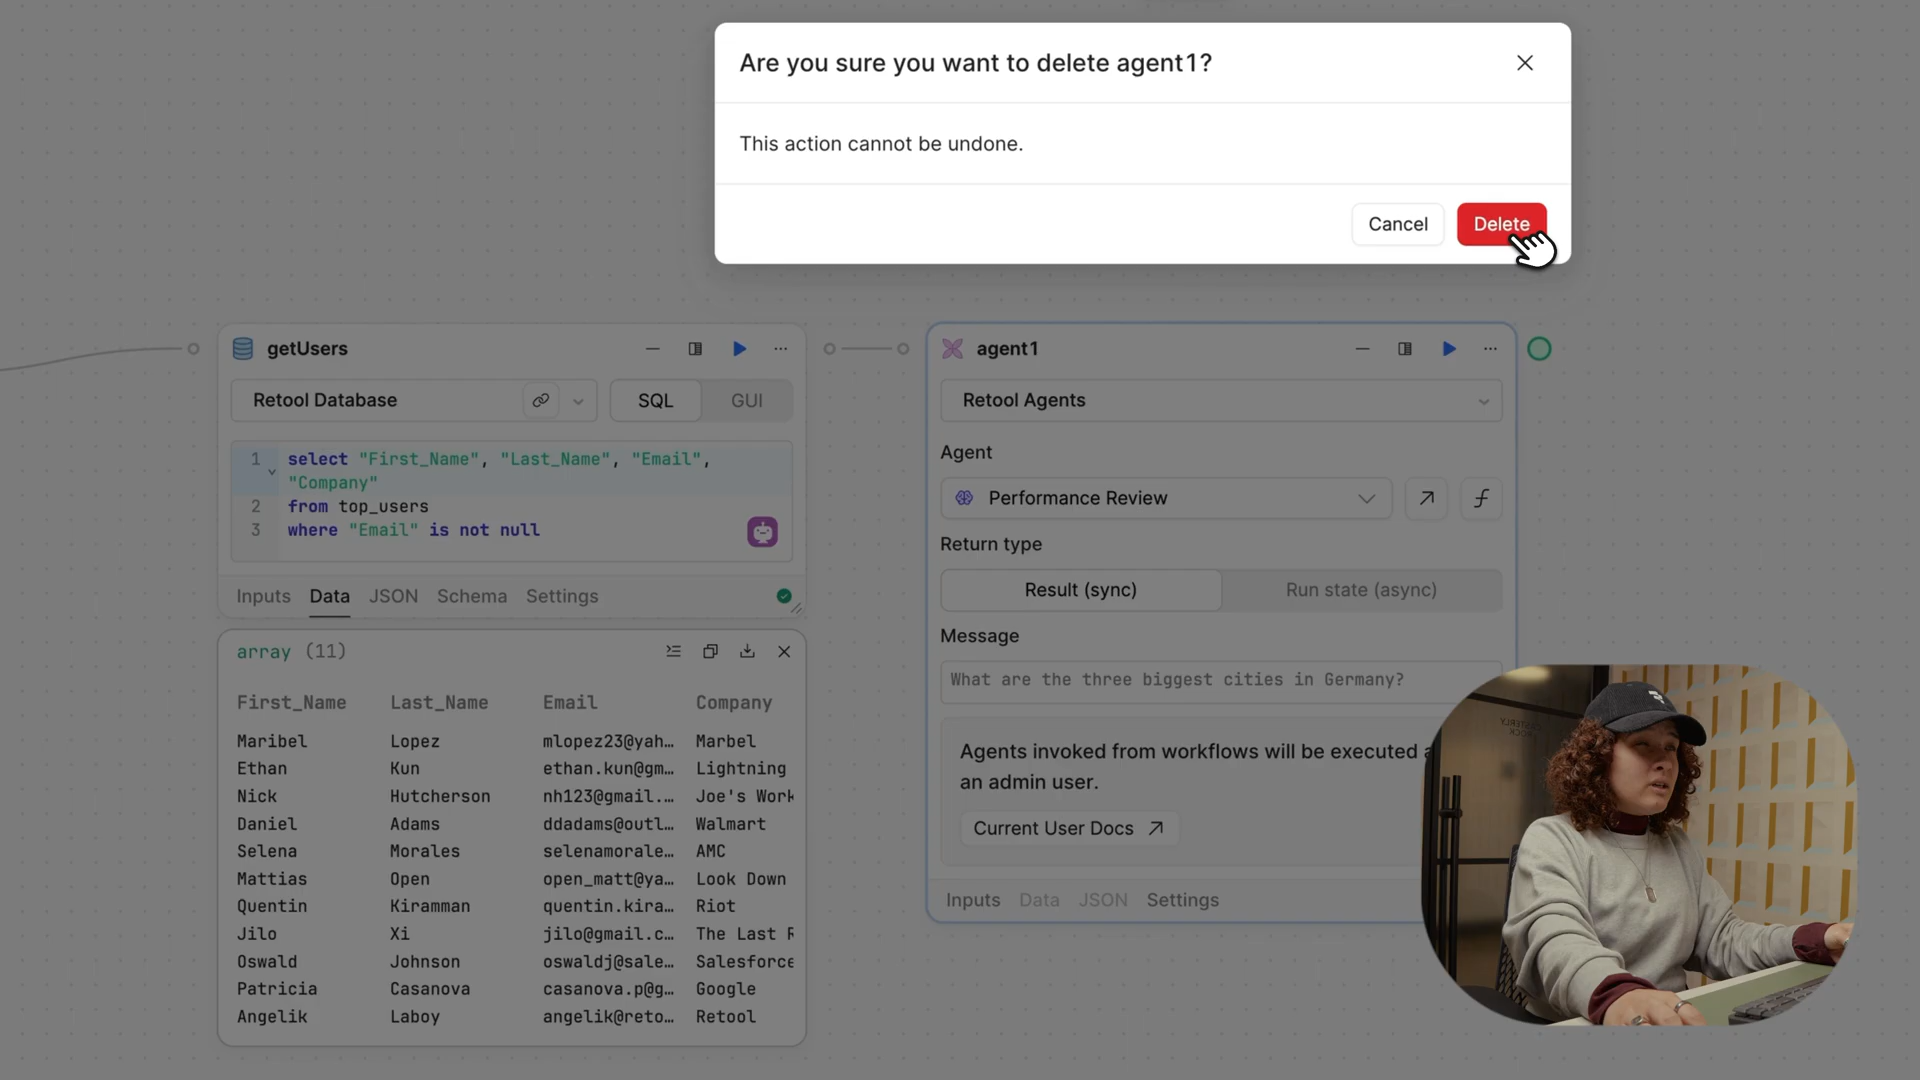 Are you sure you want to delete agent1?
This action cannot be undone.
Cancel
Delete
getUsers
Retool Database
SQL
GUI
1 select "First_Name", "Last_Name", "Email",
"Company"
2 from top_users
3 where "Email" is not null
Inputs Data JSON Schema Settings
array (11)
First_Name Last_Name Email Company
Maribel Lopez mlopez23@yah… Marbel
Ethan Kun ethan.kun@gm… Lightning
Nick Hutcherson nh123@gmail.… Joe's Work
Daniel Adams ddadams@outl… Walmart
Selena Morales selenamorale… AMC
Mattias Open open_matt@ya… Look Down
Quentin Kiramman quentin.kira… Riot
Jilo Xi jilo@gmail.c… The Last
Oswald Johnson oswaldj@sale… Salesforce
Patricia Casanova casanova.p@g… Google
Angelik Laboy angelik@reto… Retool
agent1
Retool Agents
Agent
Performance Review
Return type
Result (sync)
Run state (async)
Message
What are the three biggest cities in Germany?
Agents invoked from workflows will be executed
an admin user.
Current User Docs
Inputs Data JSON Settings